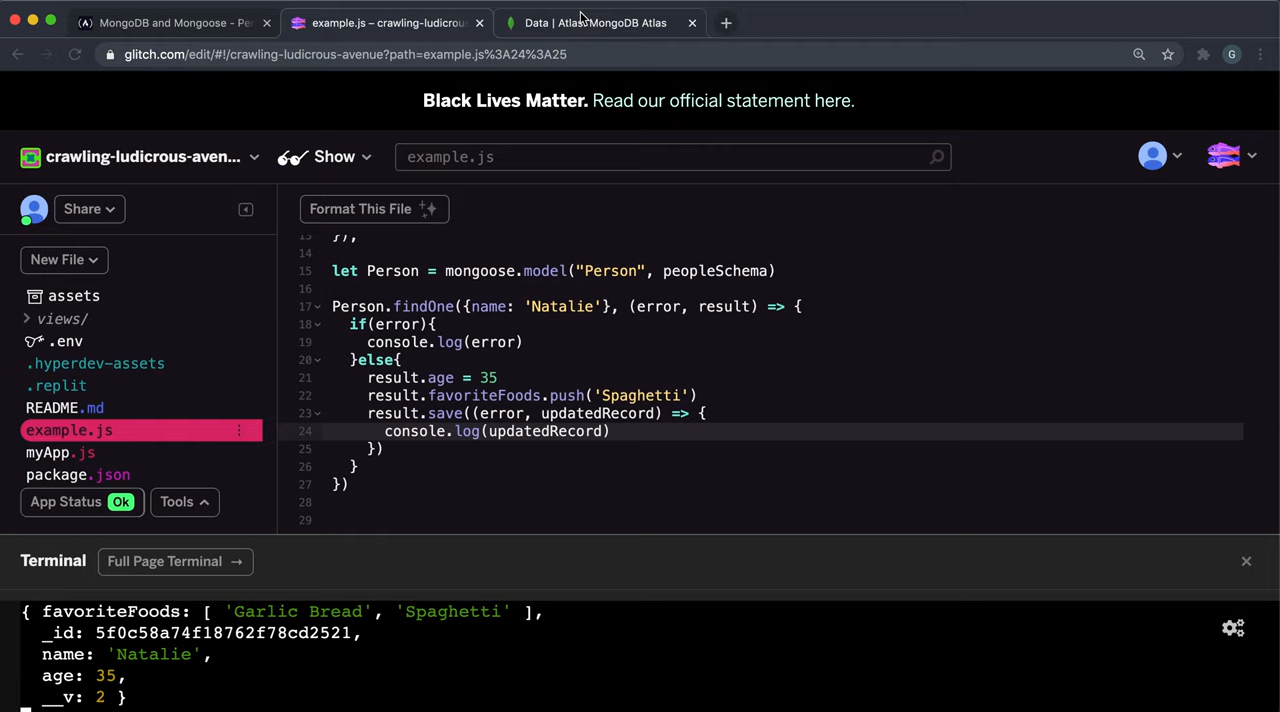 MongoDB and Mongoose - Per
example.js – crawling-ludicrous
Data | Atlas: MongoDB Atlas
glitch.com/edit/#!/crawling-ludicrous-avenue?path=example.js%3A24%3A25
G
Black Lives Matter. Read our official statement here.
crawling-ludicrous-aven...
Show
example.js
Share
Format This File
New File
assets
views/
.env
.hyperdev-assets
.replit
README.md
example.js
myApp.js
package.json
App Status Ok
Tools
13 });
14
15 let Person = mongoose.model("Person", peopleSchema)
16
17 Person.findOne({name: 'Natalie'}, (error, result) => {
18 if(error){
19 console.log(error)
20 }else{
21 result.age = 35
22 result.favoriteFoods.push('Spaghetti')
23 result.save((error, updatedRecord) => {
24 console.log(updatedRecord)
25 })
26 }
27 })
28
29
Terminal
Full Page Terminal →
{ favoriteFoods: [ 'Garlic Bread', 'Spaghetti' ],
_id: 5f0c58a74f18762f78cd2521,
name: 'Natalie',
age: 35,
__v: 2 }